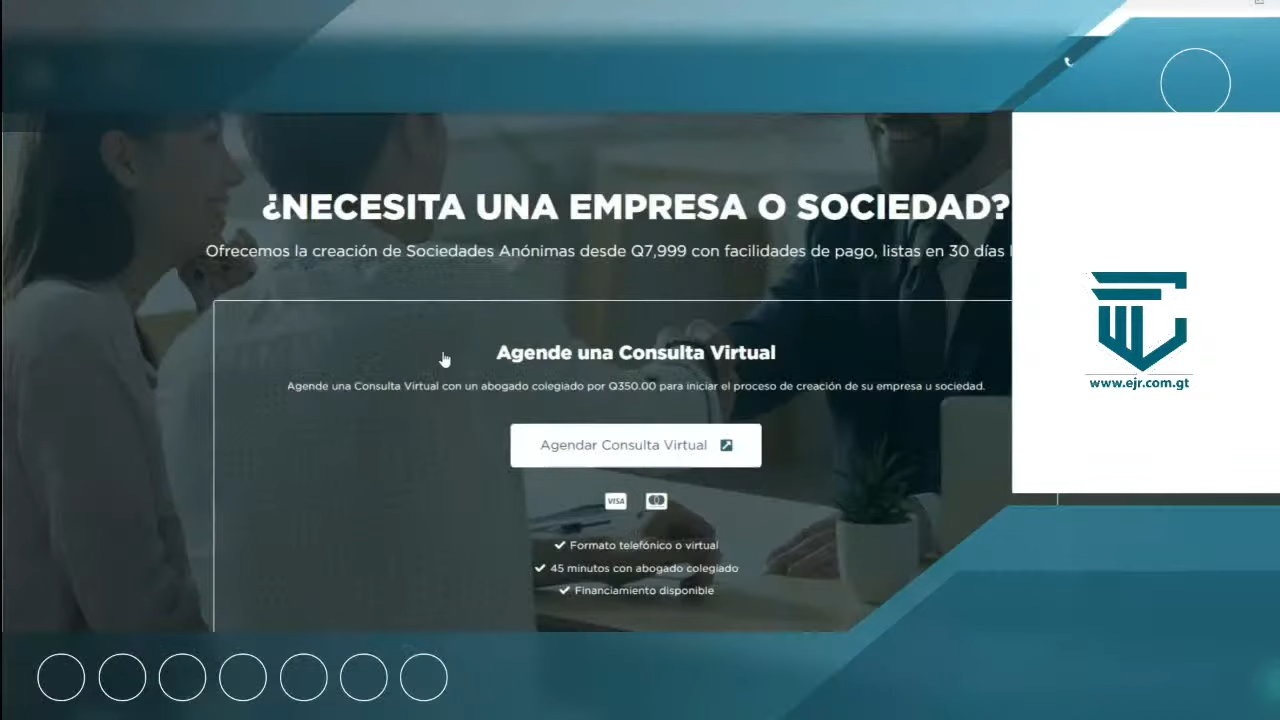 ¿NECESITA UNA EMPRESA O SOCIEDAD?
Ofrecemos la creación de Sociedades Anónimas desde Q7,999 con facilidades de pago, listas en 30 días
Agende una Consulta Virtual
Agende una Consulta Virtual con un abogado colegiado por Q350.00 para iniciar el proceso de creación de su empresa u sociedad.
Agendar Consulta Virtual
VISA
Formato telefónico o virtual
45 minutos con abogado colegiado
Financiamiento disponible
www.ejr.com.gt